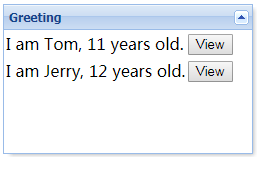 Greeting
I am Tom, 11 years old. View
I am Jerry, 12 years old. View